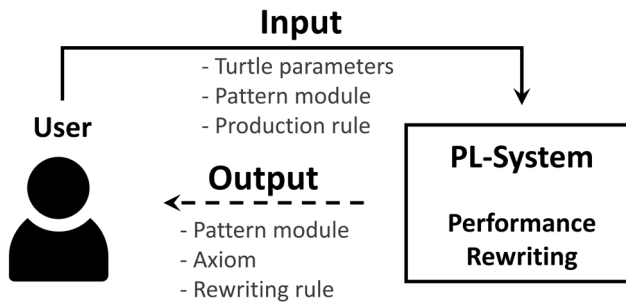 Input
- Turtle parameters
- Pattern module
- Production rule
User
PL-System
Performance
Rewriting
Output
- Pattern module
- Axiom
- Rewriting rule